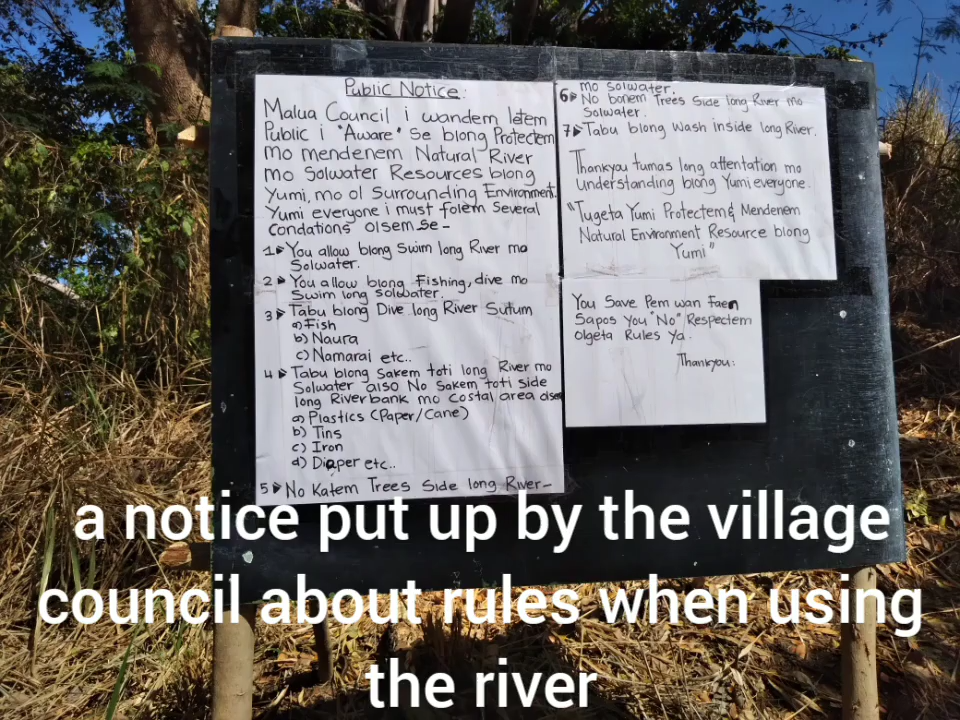 Public Notice:
Malua Council i wandem letem
Public i "Aware" se blong Protectem
mo mendenem Natural River
mo Solwater Resources blong
Yumi, mo ol Surrounding Environment.
Yumi everyone i must folem Several
Condations olsem se -
1 You allow blong Swim long River mo
Solwater.
2 You allow blong Fishing, dive mo
Swim long Solwater.
3 Tabu blong Dive long River Sutum
a) Fish
b) Naura
c) Namarai etc..
4 Tabu blong Sakem toti long River mo
Solwater also No Sakem toti Side
long Riverbank mo Costal area
a) Plastics (Paper/Cane)
b) Tins
c) Iron
d) Diaper etc..
5 No Katem Trees Side long River -
mo Solwater.
6 No bonem Trees Side long River mo
Solwater.
7 Tabu blong Wash inside long River.
Thankyou tumas long attentation mo
Understanding blong Yumi everyone.
"Tugeta Yumi Protectem & Mendenem
Natural Environment Resource blong
Yumi"
You Save Pem wan Faen
Sapos You "No" Respectem
Olgeta Rules Ya.
Thankyou:
a notice put up by the village
council about rules when using
the river